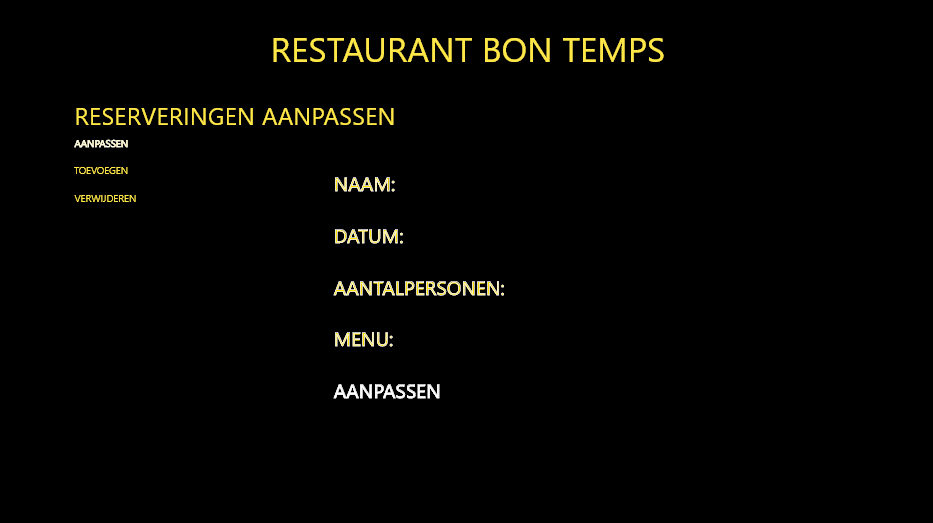 RESTAURANT BON TEMPS
RESERVERINGEN AANPASSEN
AANPASSEN
TOEVOEGEN
VERWIJDEREN
NAAM:
DATUM:
AANTALPERSONEN:
MENU:
AANPASSEN